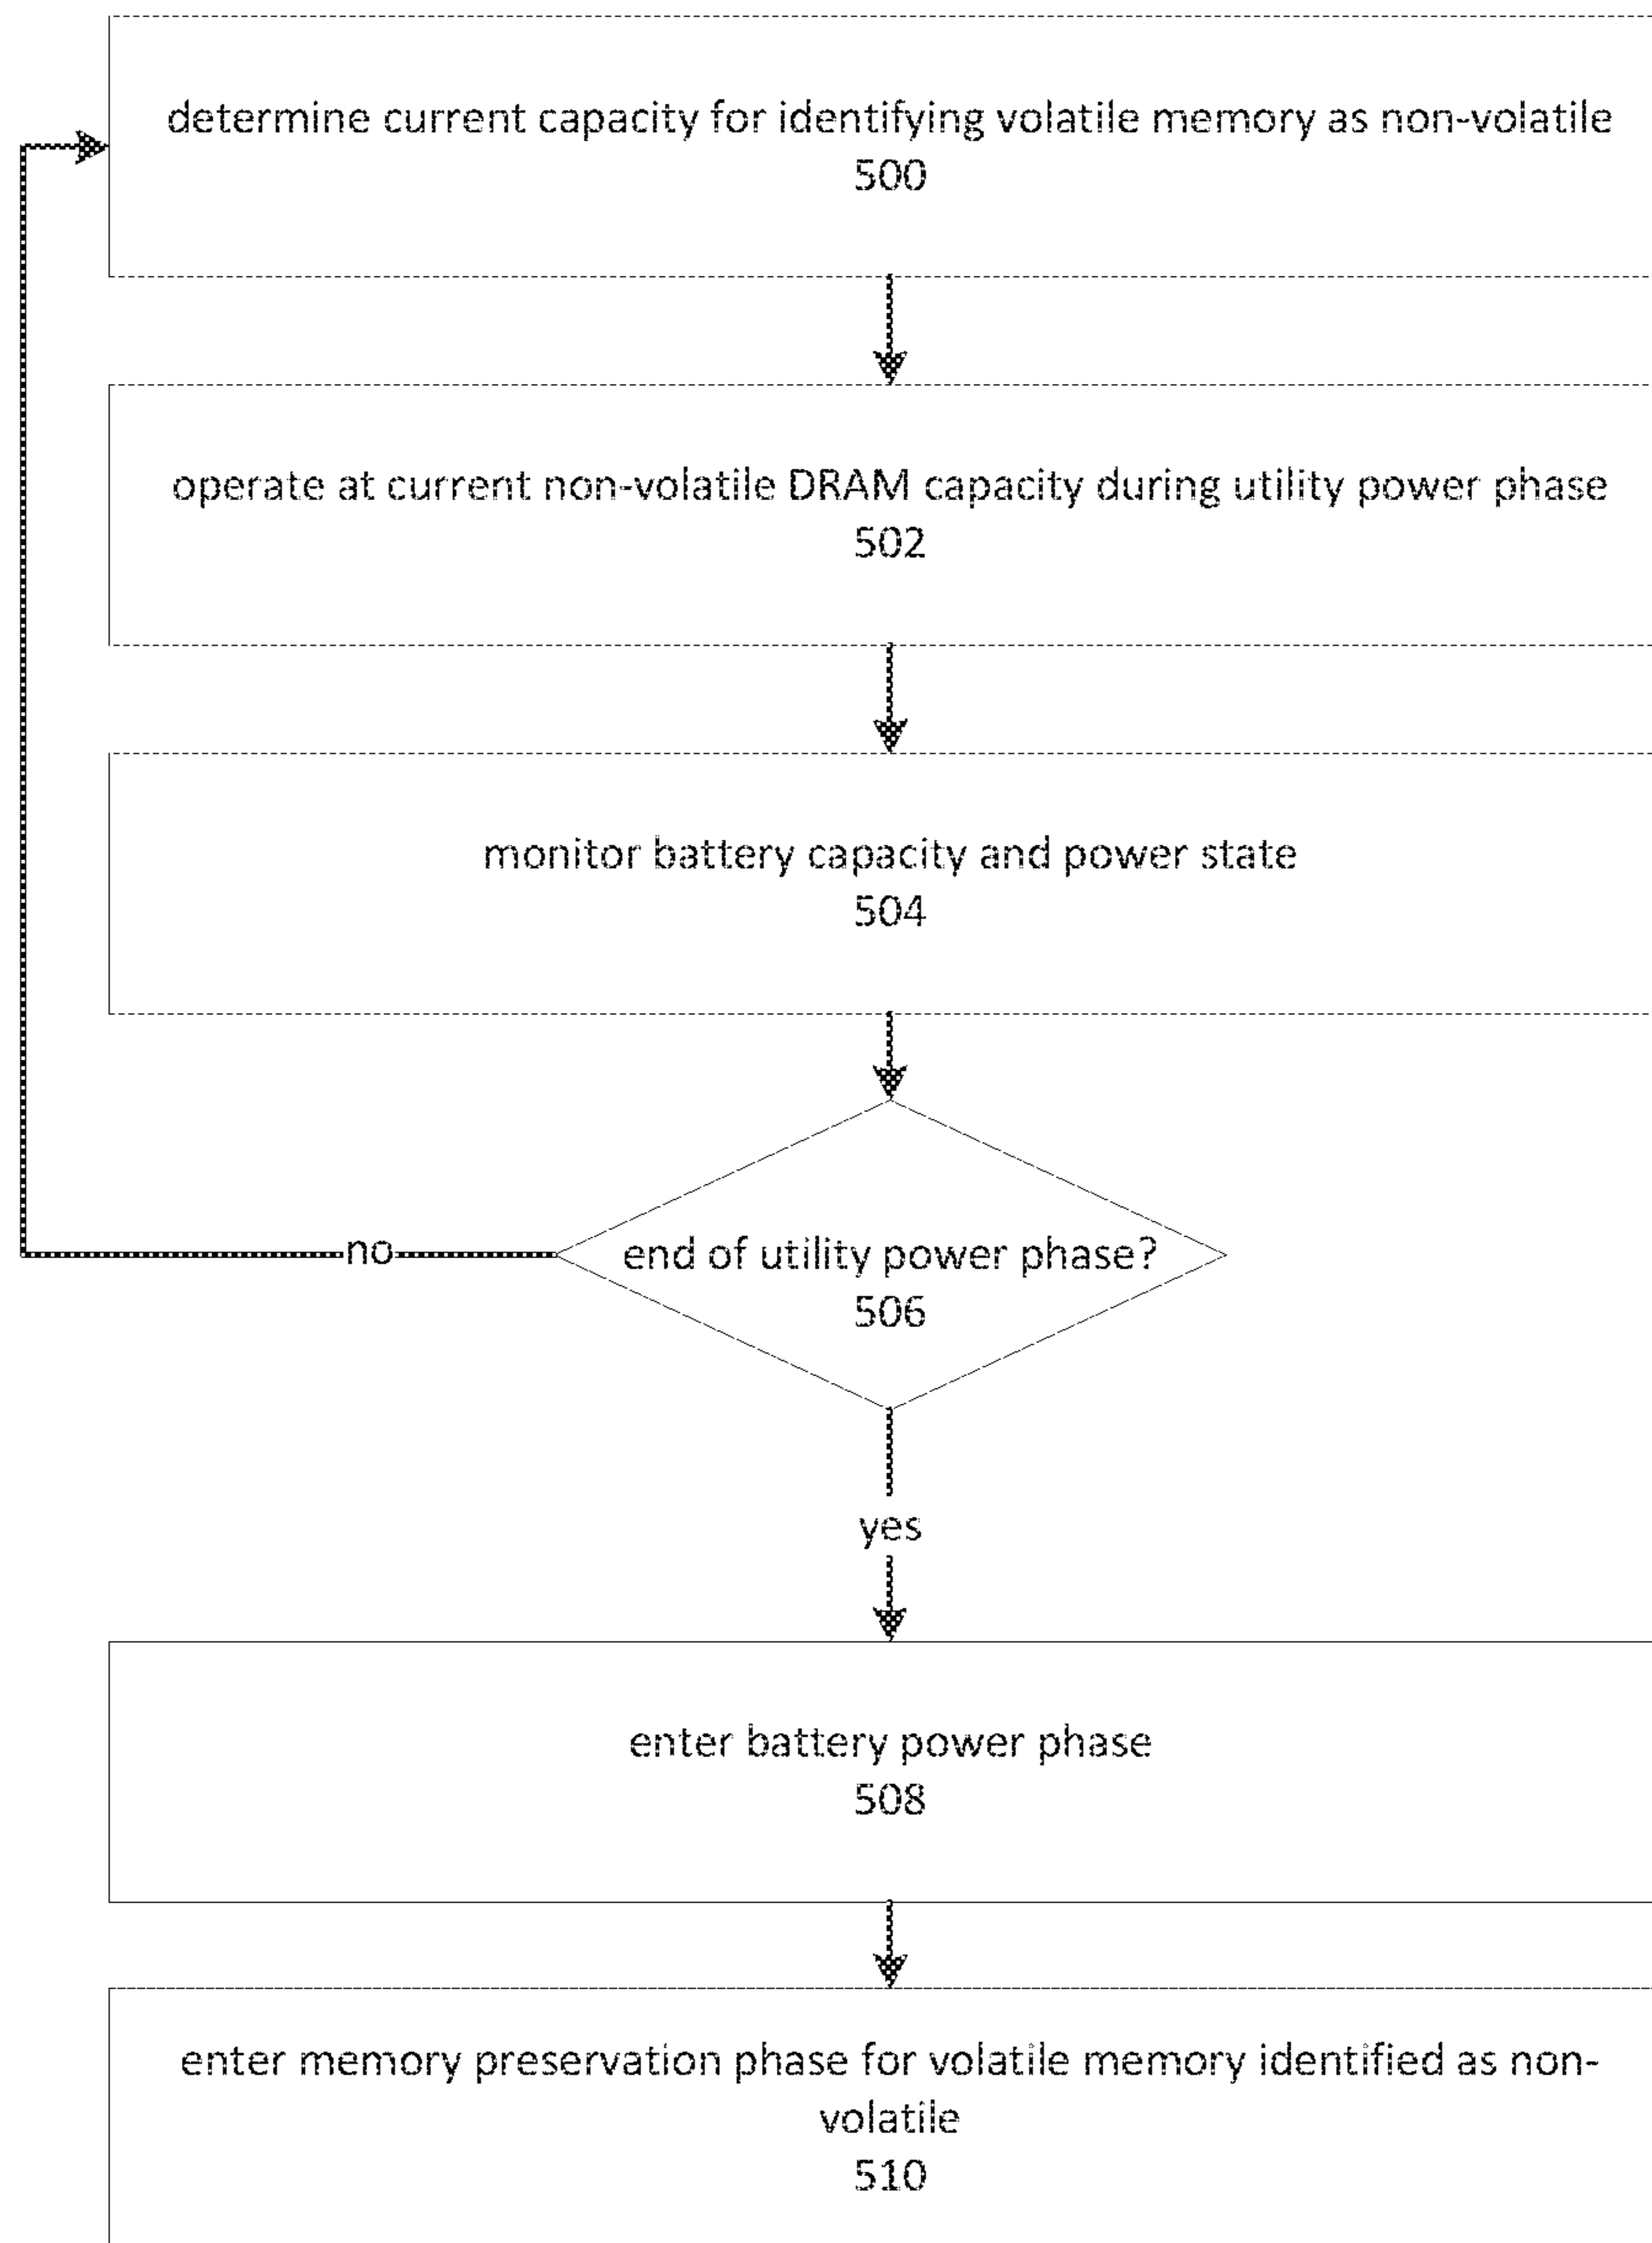 determine current capacity for identifying volatile memory as non-volatile
500
operate at current non-volatile DRAM capacity during utility power phase
502
monitor battery capacity and power state
504
end of utility power phase?
506
no
yes
enter battery power phase
508
enter memory preservation phase for volatile memory identified as non-
volatile
510